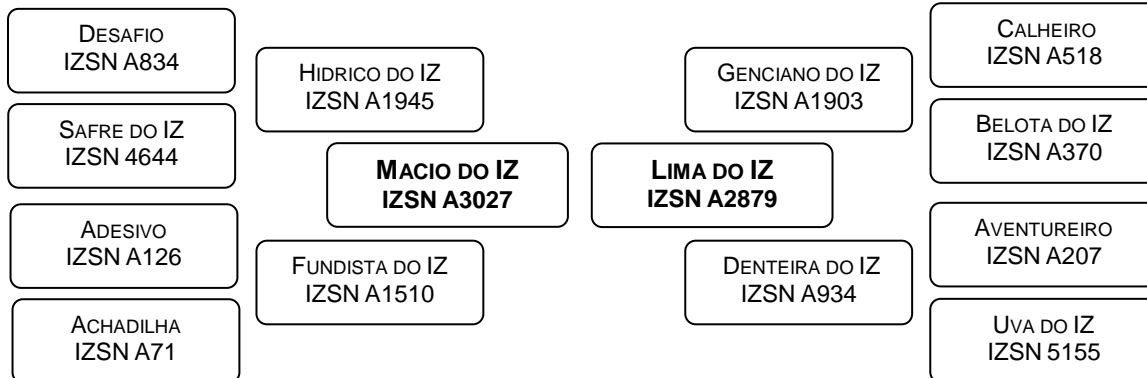 Desafio
IZSN A834
Safre do IZ
IZSN 4644
Adesivo
IZSN A126
Achadilha
IZSN A71
Hidrico do IZ
IZSN A1945
Fundista do IZ
IZSN A1510
Macio do IZ
IZSN A3027
Lima do IZ
IZSN A2879
Genciano do IZ
IZSN A1903
Denteira do IZ
IZSN A934
Calheiro
IZSN A518
Belota do IZ
IZSN A370
Aventureiro
IZSN A207
Uva do IZ
IZSN 5155